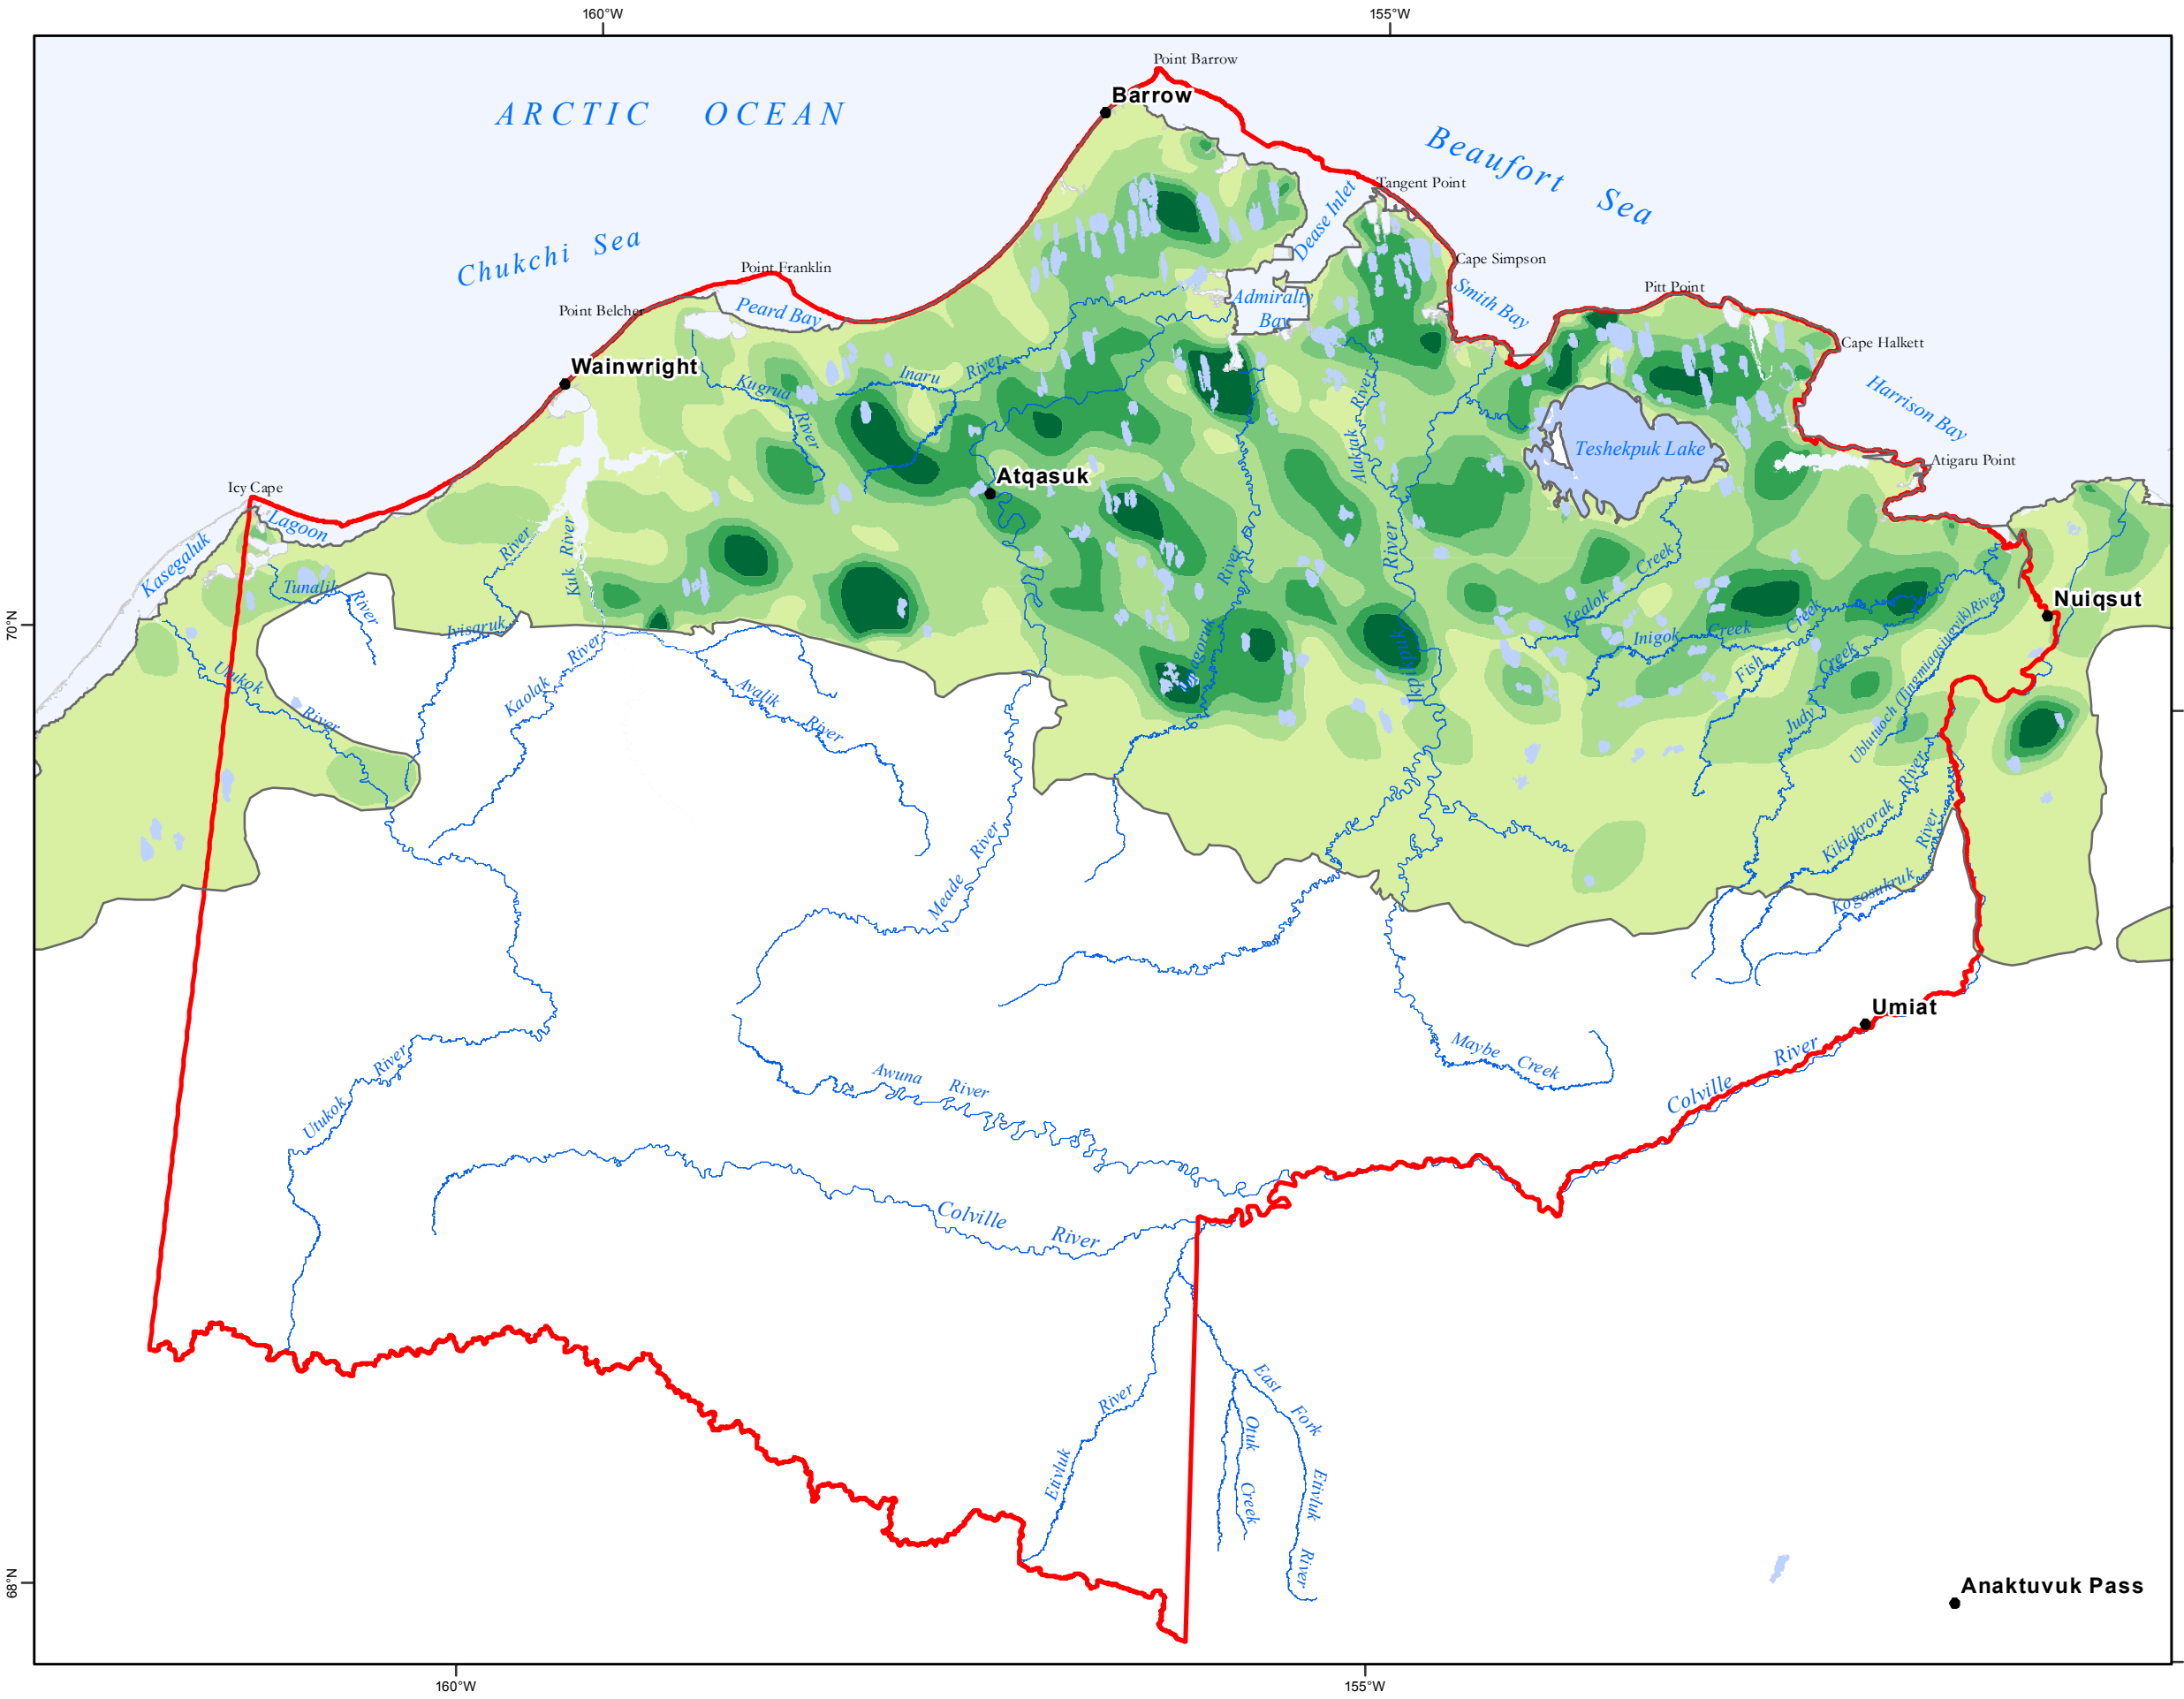 160°W
155°W
Point Barrow
Barrow
ARCTIC OCEAN
Beaufort Sea
Tangent Point
Dease Inlet
Chukchi Sea
Cape Simpson
Point Franklin
Smith Bay
Pitt Point
Admiralty
Bay
Point Belcher
Peard Bay
Cape Halkett
Wainwright
Inaru River
Kugrua River
Harrison Bay
Alaktak River
Teshekpuk Lake
Atigaru Point
Atqasuk
Icy Cape
Kasegaluk Lagoon
River
Kuk River
River
River
Creek
Tunalik River
Kealok
Nuiqsut
70°N
Ivisaruk
Inigok Creek
Creek
Fish
Creek
Judy
Ublutuoch (Tingmiaqsiugvik) River
Utukok River
Kaolak River
Avalik River
Kikiakrorak River
River
Kogosukruk
Meade River
Umiat
Maybe Creek
Colville River
Awuna River
Utukok River
Colville River
East Fork Etivluk River
Otuk Creek
Etivluk River
68°N
Anaktuvuk Pass
160°W
155°W